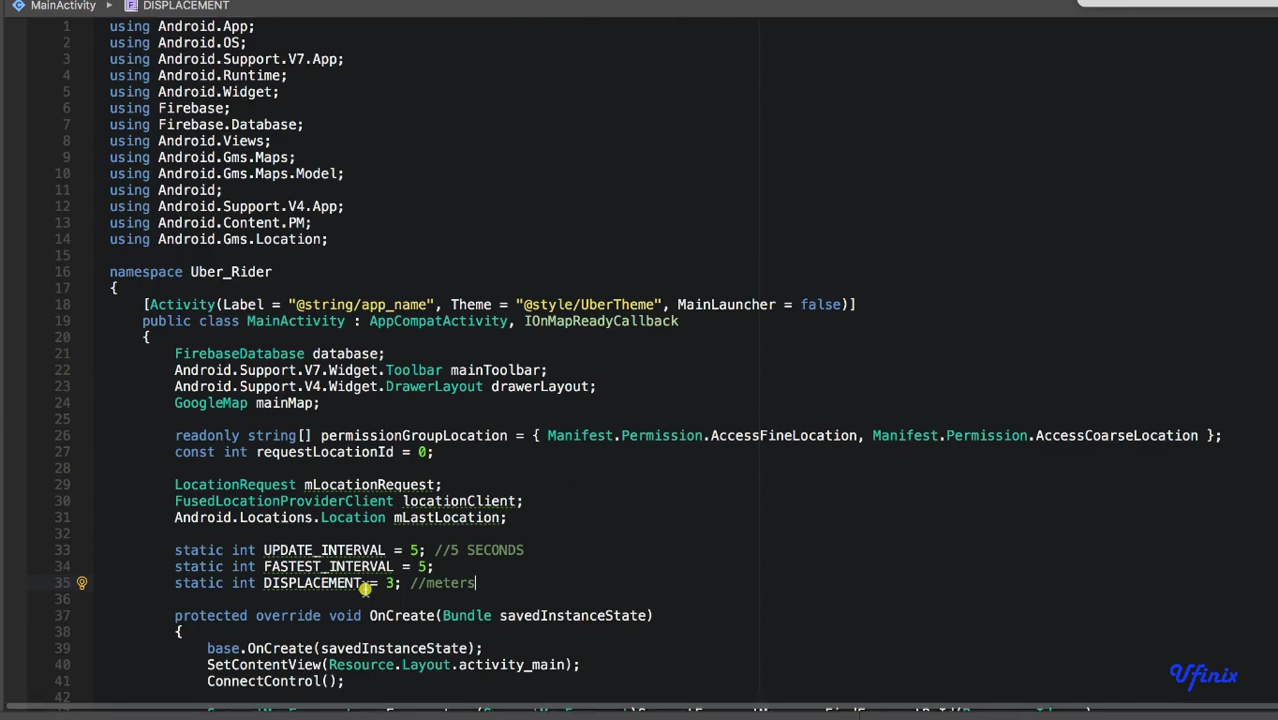 MainActivity ▸ DISPLACEMENT
1 using Android.App;
2 using Android.OS;
3 using Android.Support.V7.App;
4 using Android.Runtime;
5 using Android.Widget;
6 using Firebase;
7 using Firebase.Database;
8 using Android.Views;
9 using Android.Gms.Maps;
10 using Android.Gms.Maps.Model;
11 using Android;
12 using Android.Support.V4.App;
13 using Android.Content.PM;
14 using Android.Gms.Location;
15
16 namespace Uber_Rider
17 {
18 [Activity(Label = "@string/app_name", Theme = "@style/UberTheme", MainLauncher = false)]
19 public class MainActivity : AppCompatActivity, IOnMapReadyCallback
20 {
21 FirebaseDatabase database;
22 Android.Support.V7.Widget.Toolbar mainToolbar;
23 Android.Support.V4.Widget.DrawerLayout drawerLayout;
24 GoogleMap mainMap;
25
26 readonly string[] permissionGroupLocation = { Manifest.Permission.AccessFineLocation, Manifest.Permission.AccessCoarseLocation };
27 const int requestLocationId = 0;
28
29 LocationRequest mLocationRequest;
30 FusedLocationProviderClient locationClient;
31 Android.Locations.Location mLastLocation;
32
33 static int UPDATE_INTERVAL = 5; //5 SECONDS
34 static int FASTEST_INTERVAL = 5;
35 static int DISPLACEMENT = 3; //meters
36
37 protected override void OnCreate(Bundle savedInstanceState)
38 {
39 base.OnCreate(savedInstanceState);
40 SetContentView(Resource.Layout.activity_main);
41 ConnectControl();
42
Ufinix